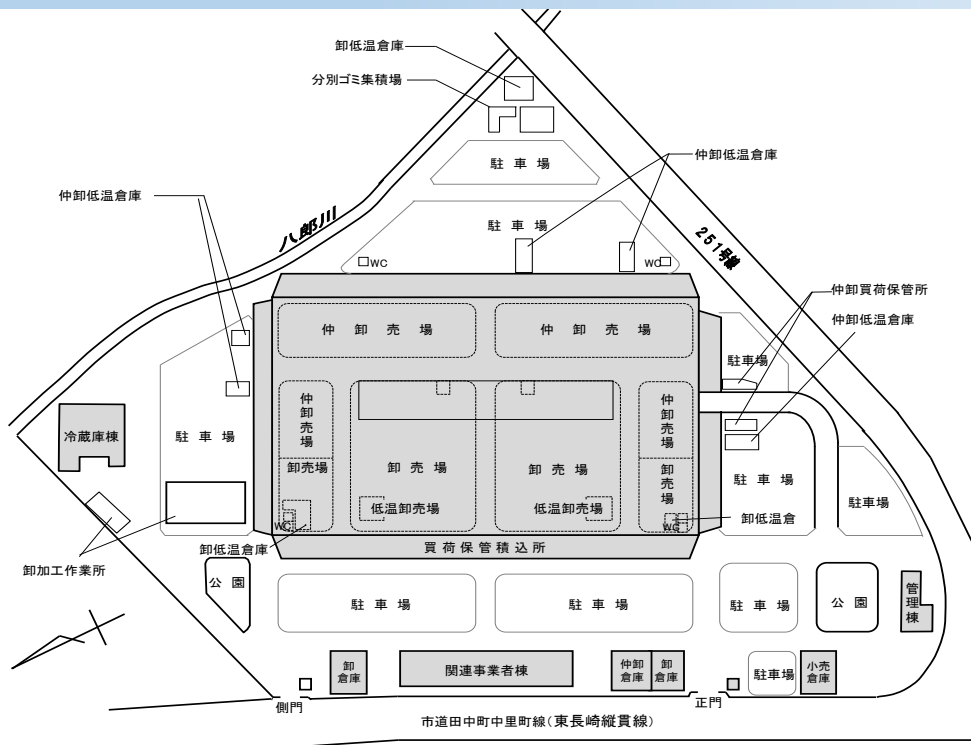 卸低温倉庫
分別ゴミ集積場
駐車場
仲卸低温倉庫
仲卸低温倉庫
八郎川
駐車場
251号線
WC
WC
仲卸買荷保管所
仲卸低温倉庫
仲卸売場
仲卸売場
駐車場
仲卸売場
仲卸売場
冷蔵庫棟
駐車場
卸売場
卸売場
卸売場
卸売場
駐車場
駐車場
低温卸売場
低温卸売場
卸低温倉
WC
WC
卸低温倉庫
買荷保管積込所
卸加工作業所
公園
駐車場
駐車場
駐車場
公園
管理棟
卸倉庫
関連事業者棟
仲卸倉庫
卸倉庫
駐車場
小売倉庫
側門
正門
市道田中町中里町線(東長崎縦貫線)